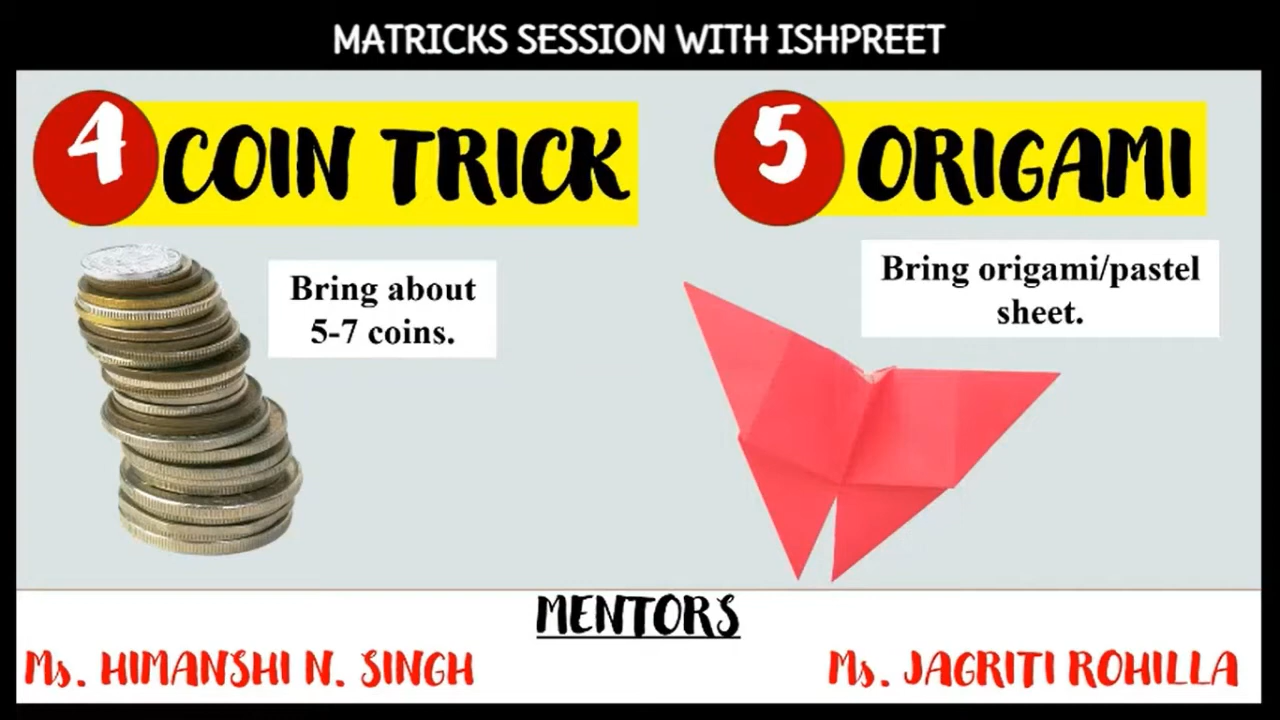 MATRICKS SESSION WITH ISHPREET
4 COIN TRICK
Bring about
5-7 coins.
5 ORIGAMI
Bring origami/pastel
sheet.
MENTORS
Ms. HIMANSHI N. SINGH
Ms. JAGRITI ROHILLA